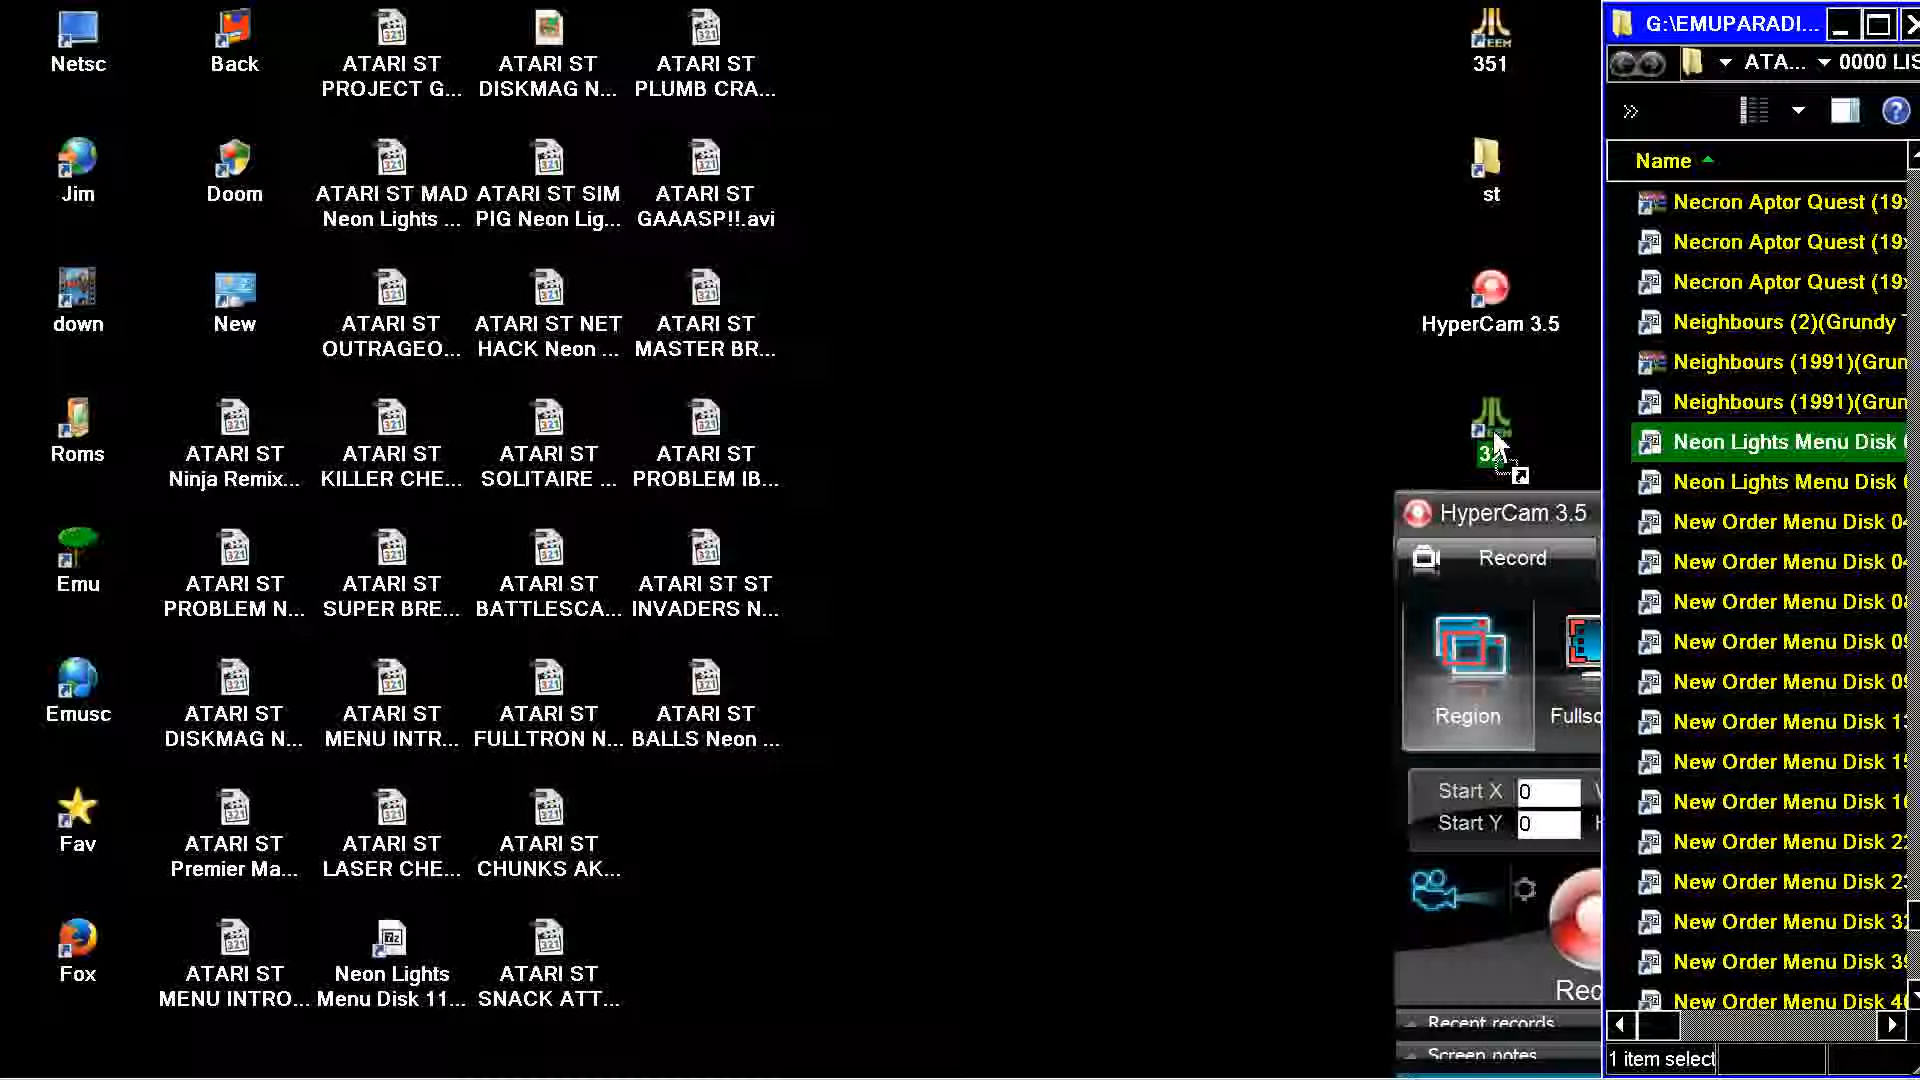 Netsc
Back
ATARI ST
PROJECT G...
ATARI ST
DISKMAG N...
ATARI ST
PLUMB CRA...
351
Jim
Doom
ATARI ST MAD
Neon Lights ...
ATARI ST SIM
PIG Neon Lig...
ATARI ST
GAAASP!!.avi
st
down
New
ATARI ST
OUTRAGEO...
ATARI ST NET
HACK Neon ...
ATARI ST
MASTER BR...
HyperCam 3.5
Roms
ATARI ST
Ninja Remix...
ATARI ST
KILLER CHE...
ATARI ST
SOLITAIRE ...
ATARI ST
PROBLEM IB...
Emu
ATARI ST
PROBLEM N...
ATARI ST
SUPER BRE...
ATARI ST
BATTLESCA...
ATARI ST ST
INVADERS N...
Emusc
ATARI ST
DISKMAG N...
ATARI ST
MENU INTR...
ATARI ST
FULLTRON N...
ATARI ST
BALLS Neon ...
Fav
ATARI ST
Premier Ma...
ATARI ST
LASER CHE...
ATARI ST
CHUNKS AK...
Fox
ATARI ST
MENU INTRO...
Neon Lights
Menu Disk 11...
ATARI ST
SNACK ATT...
HyperCam 3.5
Record
Region
Start X 0
Start Y 0
Recent records
Screen notes
G:\EMUPARADI...
ATA... 0000
Name
Necron Aptor Quest (19
Necron Aptor Quest (19
Necron Aptor Quest (19
Neighbours (2)(Grundy
Neighbours (1991)(Grun
Neighbours (1991)(Grun
Neon Lights Menu Disk
Neon Lights Menu Disk
New Order Menu Disk 04
New Order Menu Disk 04
New Order Menu Disk
New Order Menu Disk
New Order Menu Disk
New Order Menu Disk
New Order Menu Disk
New Order Menu Disk
New Order Menu Disk
New Order Menu Disk
New Order Menu Disk
New Order Menu Disk
New Order Menu Disk
1 item select